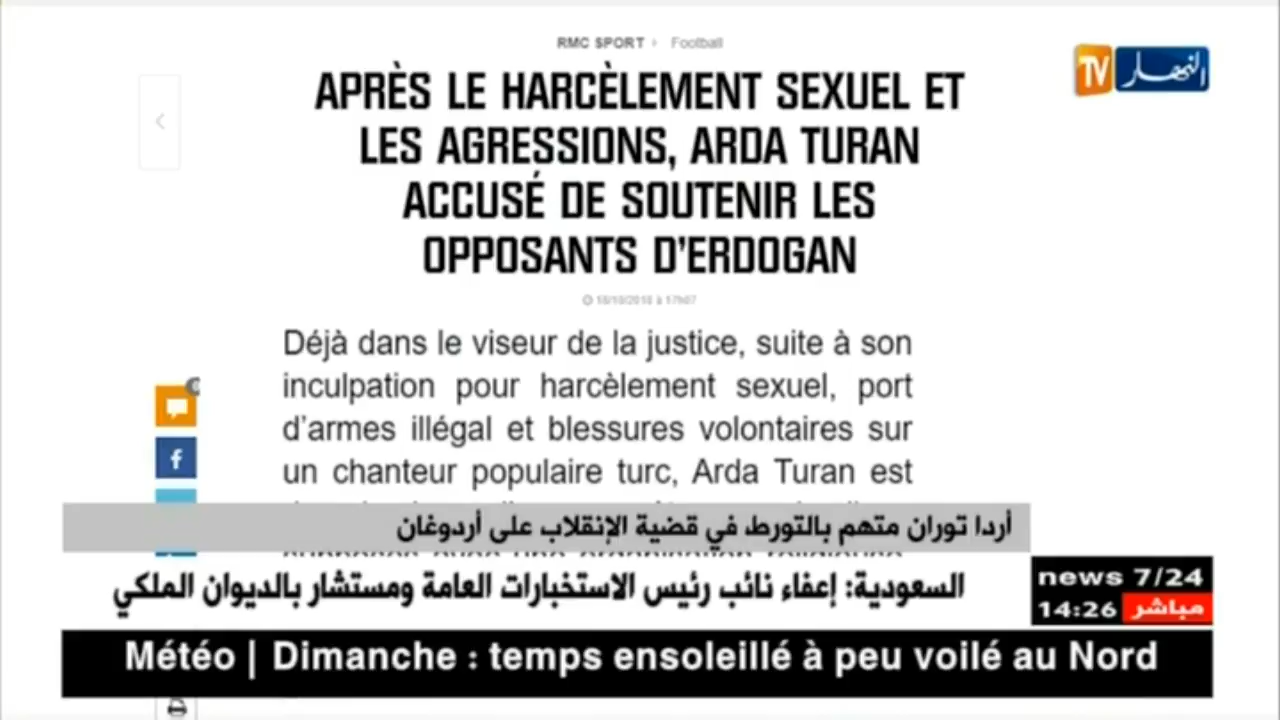 RMC SPORT › Football
TV النهار
APRÈS LE HARCÈLEMENT SEXUEL ET
LES AGRESSIONS, ARDA TURAN
ACCUSÉ DE SOUTENIR LES
OPPOSANTS D'ERDOGAN
à 17h07
Déjà dans le viseur de la justice, suite à son
inculpation pour harcèlement sexuel, port
d'armes illégal et blessures volontaires sur
un chanteur populaire turc, Arda Turan est
أردا توران متهم بالتورط في قضية الإنقلاب على أردوغان
السعودية: إعفاء نائب رئيس الاستخبارات العامة ومستشار بالديوان الملكي
news 7/24
14:26 مباشر
Météo | Dimanche : temps ensoleillé à peu voilé au Nord